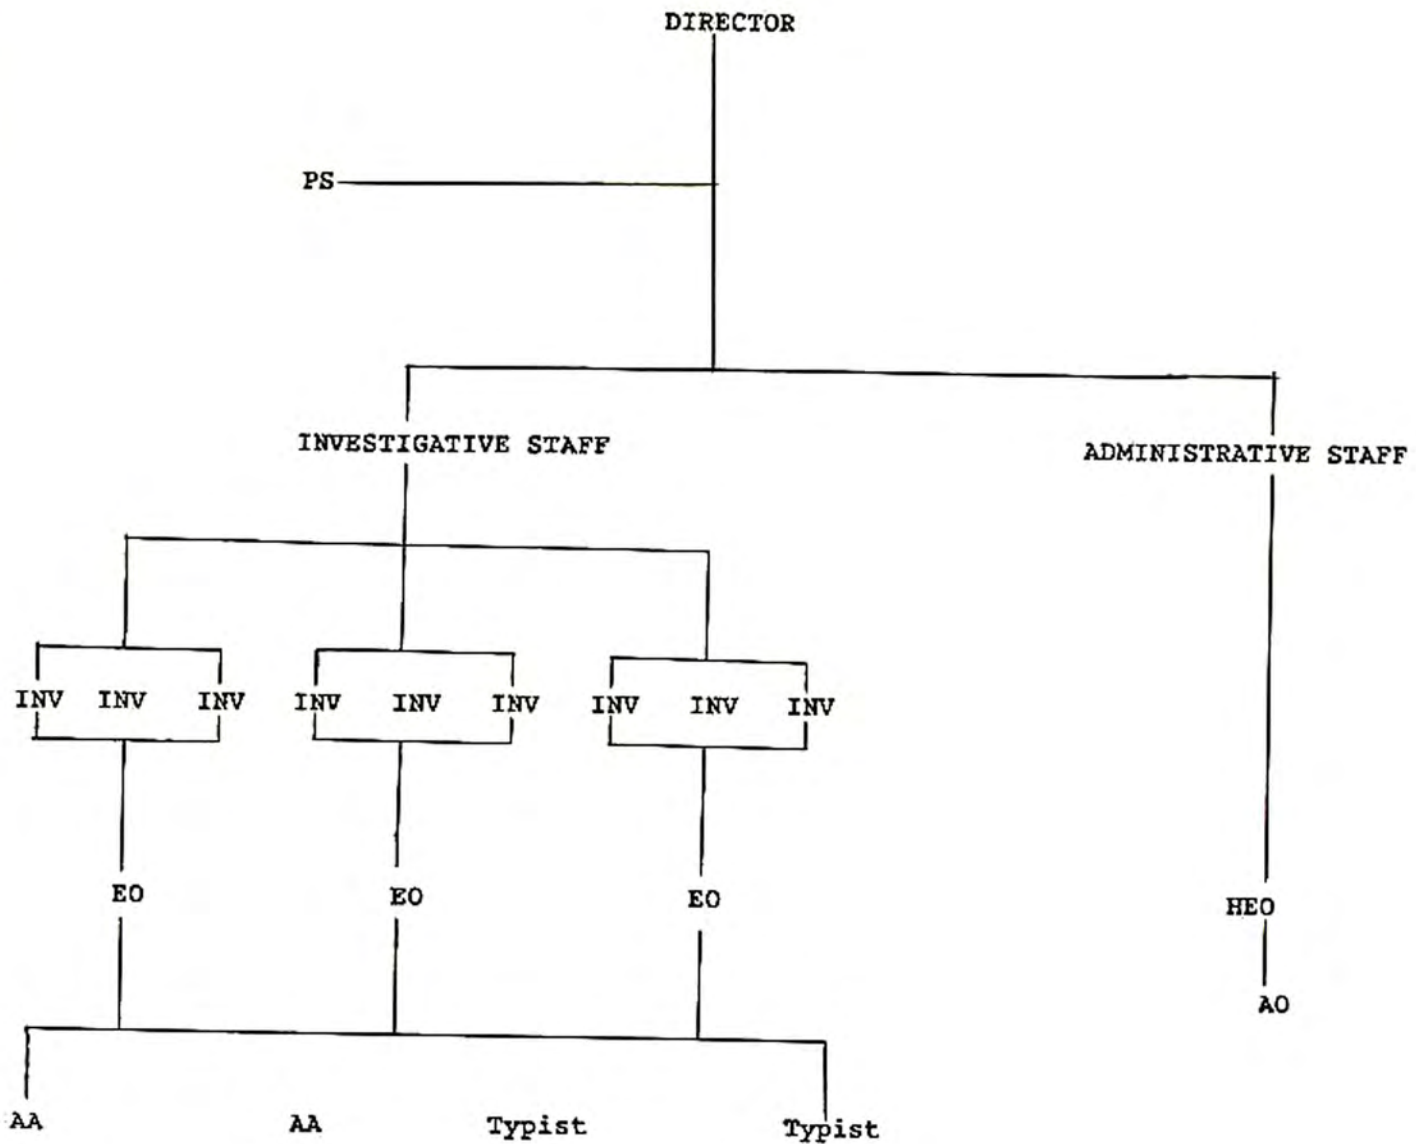 DIRECTOR
PS
INVESTIGATIVE STAFF
ADMINISTRATIVE STAFF
INV INV INV INV INV INV INV INV INV
EO EO EO HEO
AO
AA AA Typist Typist